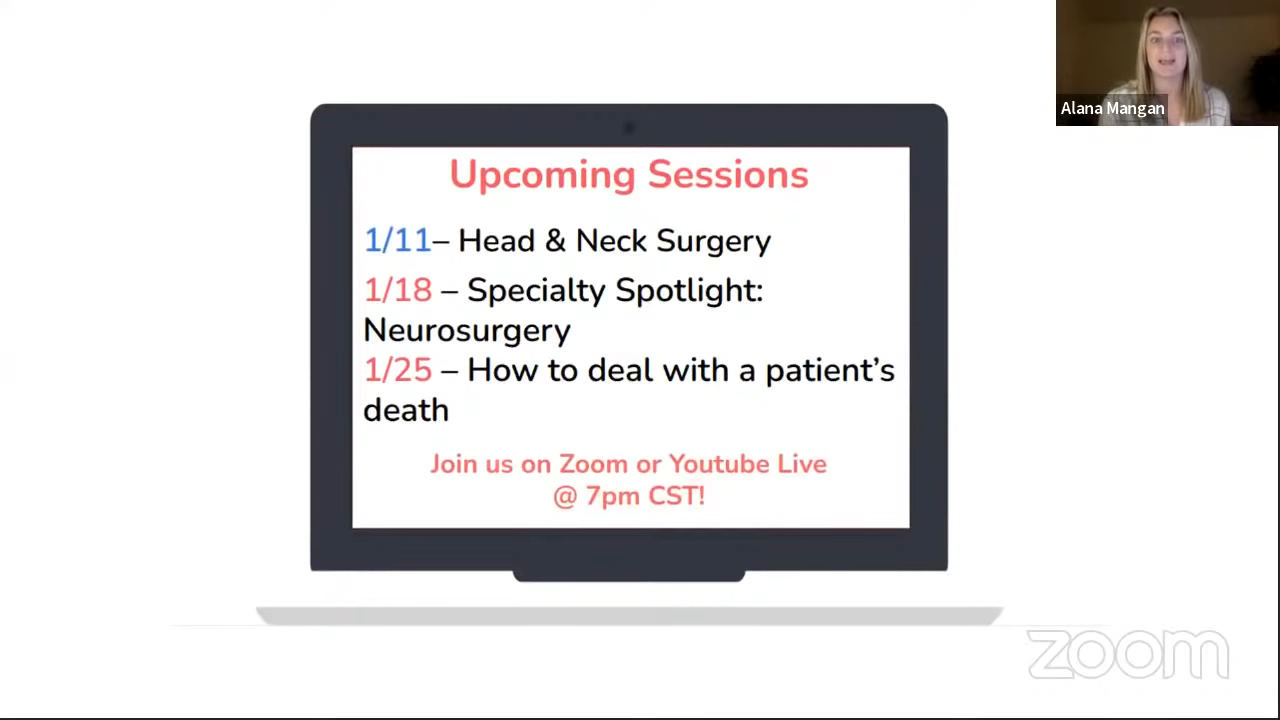 Alana Mangan
Upcoming Sessions
1/11– Head & Neck Surgery
1/18 – Specialty Spotlight:
Neurosurgery
1/25 – How to deal with a patient’s
death
Join us on Zoom or Youtube Live
@ 7pm CST!
zoom